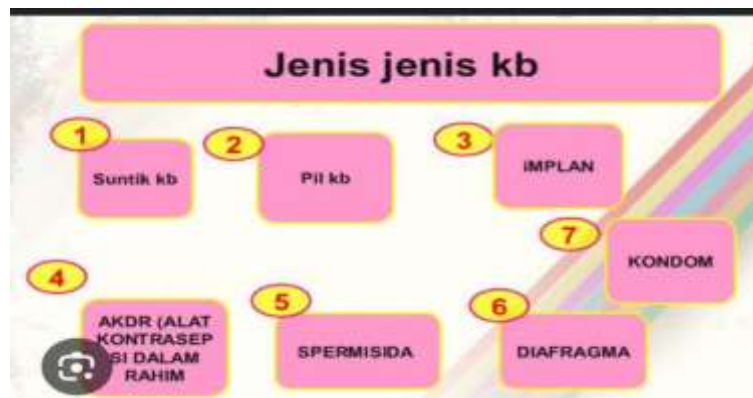 Jenis jenis kb
1
Suntik kb
2
Pil kb
3
iMPLAN
7
KONDOM
4
AKDR (ALAT
KONTRASEP
SI DALAM
RAHIM
5
SPERMISIDA
6
DIAFRAGMA